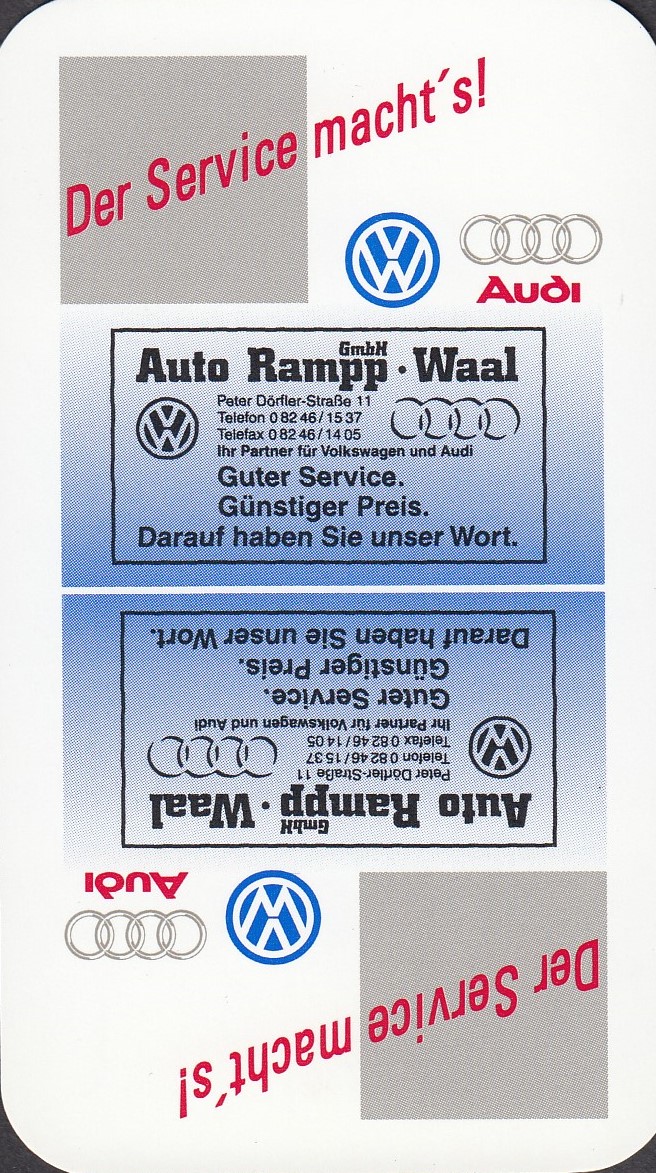 Der Service macht´s!
Audi
Auto Rampp GmbH · Waal
Peter Dörfler-Straße 11
Telefon 0 82 46 / 15 37
Telefax 0 82 46 / 14 05
Ihr Partner für Volkswagen und Audi
Guter Service.
Günstiger Preis.
Darauf haben Sie unser Wort.
Darauf haben Sie unser Wort.
Günstiger Preis.
Guter Service.
Ihr Partner für Volkswagen und Audi
Telefax 0 82 46 / 14 05
Telefon 0 82 46 / 15 37
Peter Dörfler-Straße 11
Auto Rampp GmbH · Waal
Audi
Der Service macht´s!